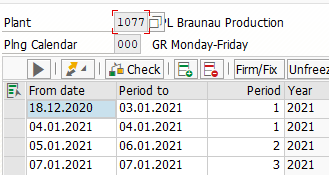 Plant 1077 PL Braunau Production
Plng Calendar 000 GR Monday-Friday
Check Firm/Fix Unfreez
From date Period to Period Year
18.12.2020 03.01.2021 1 2021
04.01.2021 04.01.2021 1 2021
05.01.2021 06.01.2021 2 2021
07.01.2021 07.01.2021 3 2021